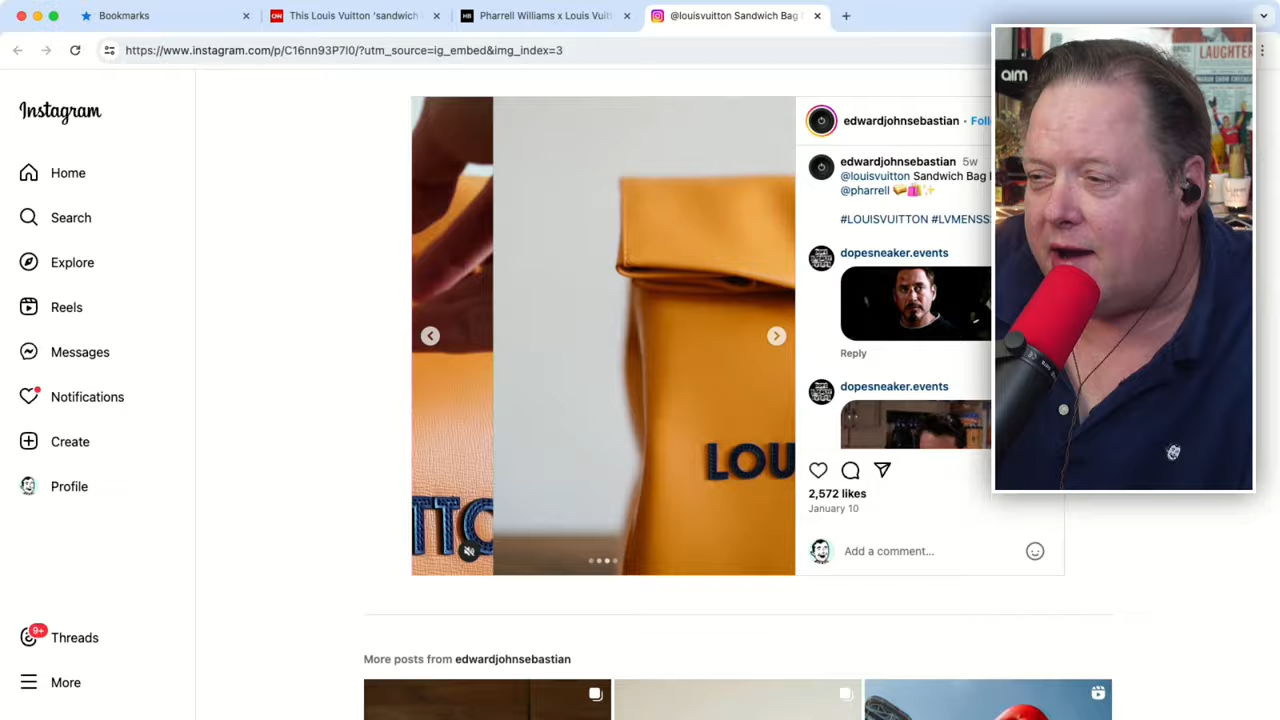 Bookmarks
This Louis Vuitton 'sandwich
Pharrell Williams x Louis Vuit
@louisvuitton Sandwich Bag
https://www.instagram.com/p/C16nn93P7I0/?utm_source=ig_embed&img_index=3
Instagram
Home
Search
Explore
Reels
Messages
Notifications
Create
Profile
9+
Threads
More
TTO
LOU
edwardjohnsebastian •
edwardjohnsebastian 5w
@louisvuitton Sandwich Bag
@pharrell
#LOUISVUITTON
dopesneaker.events
Reply
dopesneaker.events
2,572 likes
January 10
Add a comment...
More posts from edwardjohnsebastian
aim
LAUGHTER